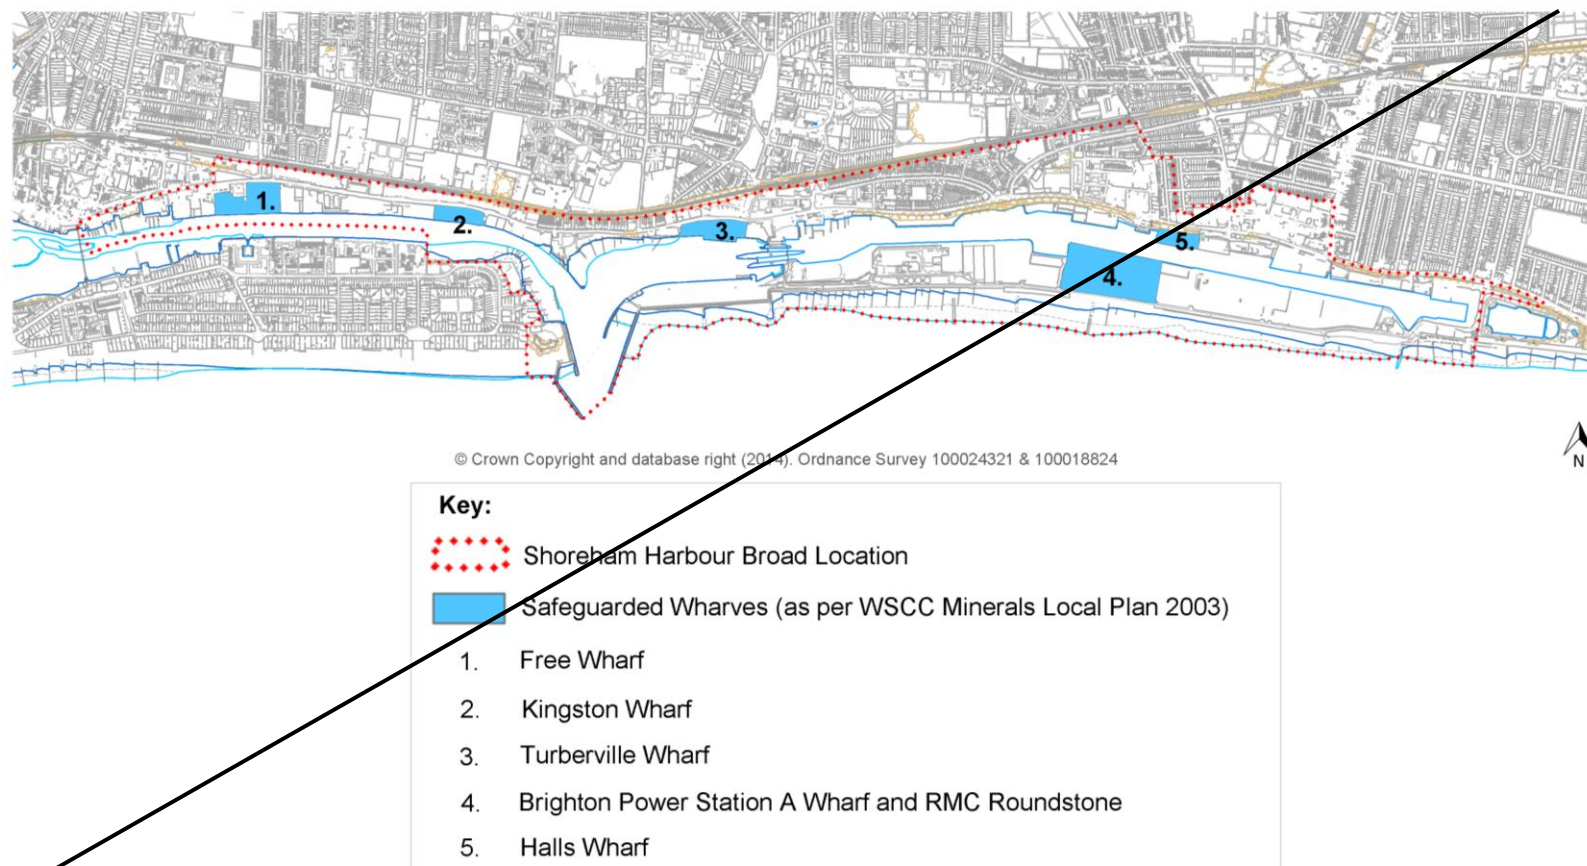 1.
2.
3.
4.
5.
© Crown Copyright and database right (2014). Ordnance Survey 100024321 & 100018824
N
Key:
Shoreham Harbour Broad Location
Safeguarded Wharves (as per WSCC Minerals Local Plan 2003)
1. Free Wharf
2. Kingston Wharf
3. Turberville Wharf
4. Brighton Power Station A Wharf and RMC Roundstone
5. Halls Wharf